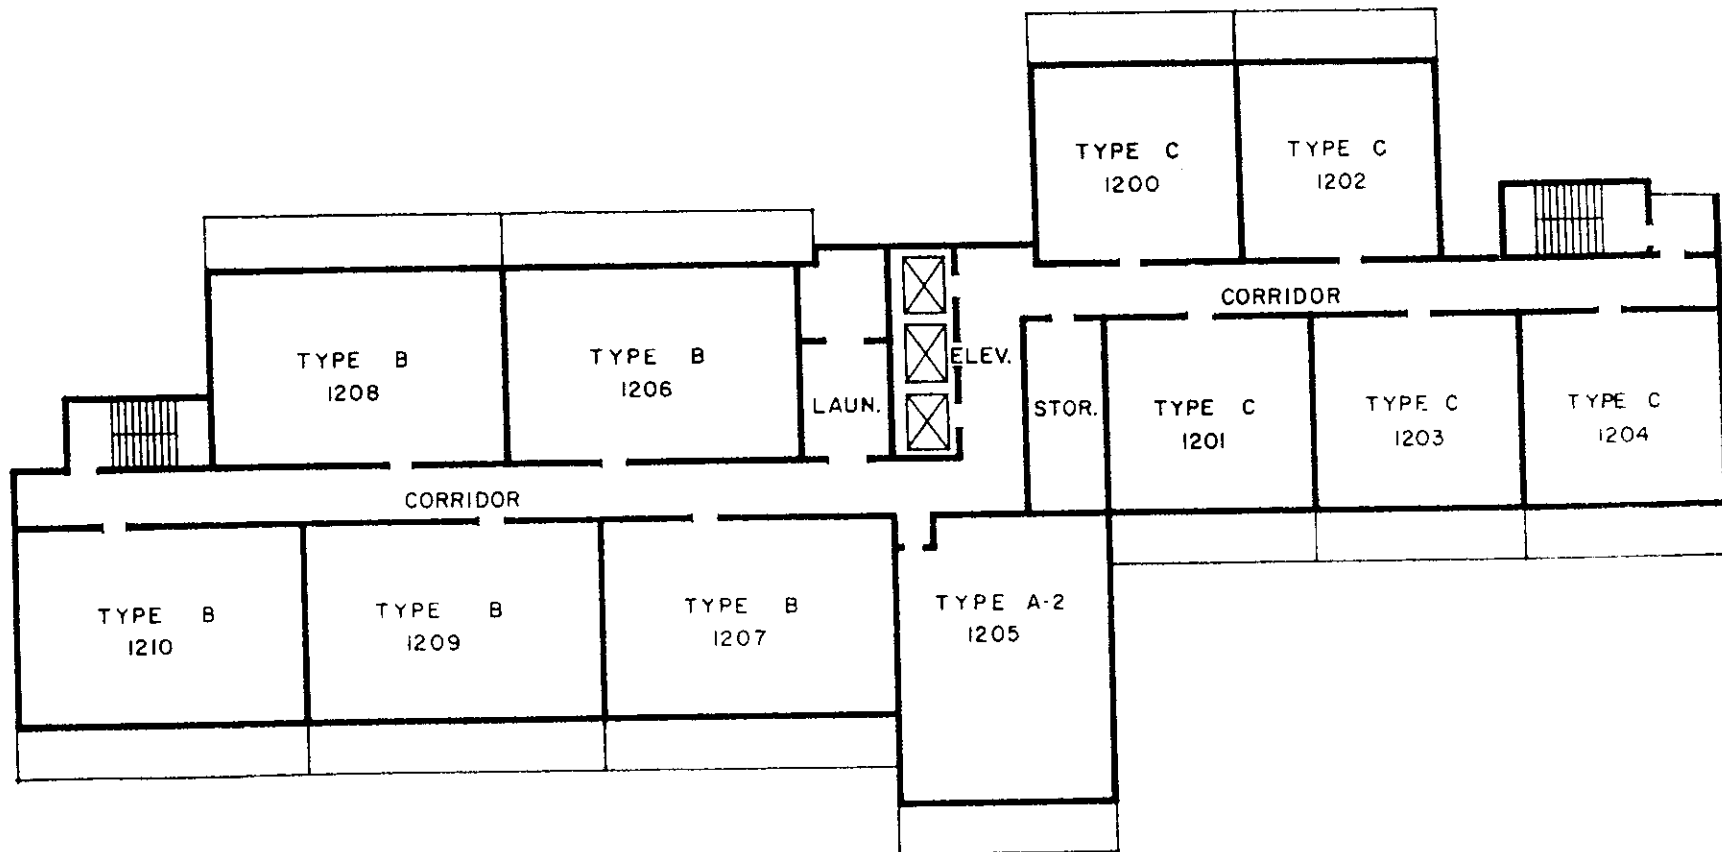 TYPE C
1200
TYPE C
1202
CORRIDOR
TYPE B
1208
TYPE B
1206
LAUN.
ELEV.
STOR.
TYPE C
1201
TYPE C
1203
TYPE C
1204
CORRIDOR
TYPE B
1210
TYPE B
1209
TYPE B
1207
TYPE A-2
1205